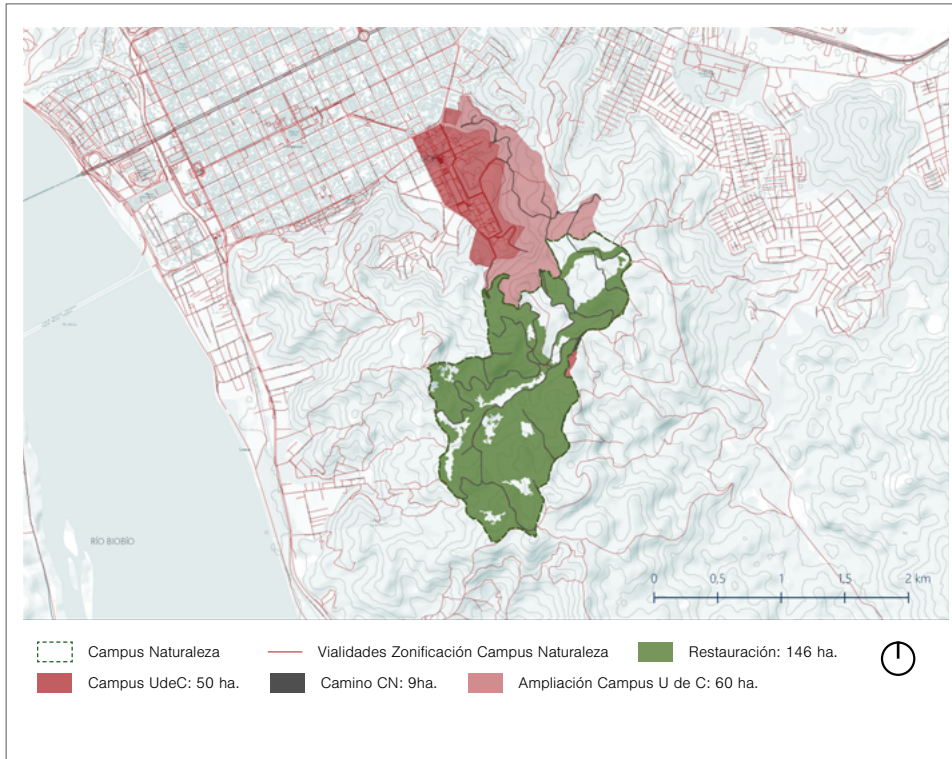 RÍO BIOBÍO
0 0,5 1 1,5 2 km
Campus Naturaleza Vialidades Zonificación Campus Naturaleza Restauración: 146 ha.
Campus UdeC: 50 ha. Camino CN: 9ha. Ampliación Campus U de C: 60 ha.